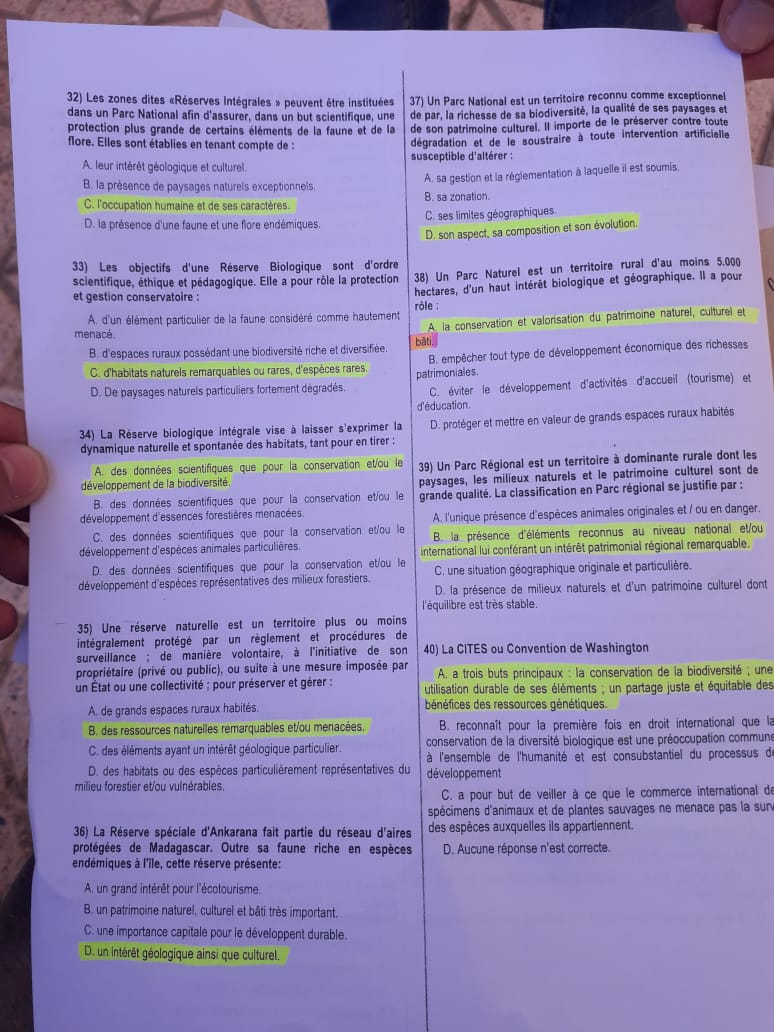 32) Les zones dites «Réserves Intégrales » peuvent être instituées
dans un Parc National afin d'assurer, dans un but scientifique, une
protection plus grande de certains éléments de la faune et de la
flore. Elles sont établies en tenant compte de :
A. leur intérêt géologique et culturel.
B. la présence de paysages naturels exceptionnels.
C. l'occupation humaine et de ses caractères.
D. la présence d'une faune et une flore endémiques.
33) Les objectifs d'une Réserve Biologique sont d'ordre
scientifique, éthique et pédagogique. Elle a pour rôle la protection
et gestion conservatoire :
A. d'un élément particulier de la faune considéré comme hautement
menacé.
B. d'espaces ruraux possédant une biodiversité riche et diversifiée.
C. d'habitats naturels remarquables ou rares, d'espèces rares.
D. De paysages naturels particuliers fortement dégradés.
34) La Réserve biologique intégrale vise à laisser s'exprimer la
dynamique naturelle et spontanée des habitats, tant pour en tirer :
A. des données scientifiques que pour la conservation et/ou le
développement de la biodiversité.
B. des données scientifiques que pour la conservation et/ou le
développement d'essences forestières menacées.
C. des données scientifiques que pour la conservation et/ou le
développement d'espèces animales particulières.
D. des données scientifiques que pour la conservation et/ou le
développement d'espèces représentatives des milieux forestiers.
35) Une réserve naturelle est un territoire plus ou moins
intégralement protégé par un règlement et procédures de
surveillance ; de manière volontaire, à l'initiative de son
propriétaire (privé ou public), ou suite à une mesure imposée par
un État ou une collectivité ; pour préserver et gérer :
A. de grands espaces ruraux habités.
B. des ressources naturelles remarquables et/ou menacées.
C. des éléments ayant un intérêt géologique particulier.
D. des habitats ou des espèces particulièrement représentatives du
milieu forestier et/ou vulnérables.
36) La Réserve spéciale d'Ankarana fait partie du réseau d'aires
protégées de Madagascar. Outre sa faune riche en espèces
endémiques à l'île, cette réserve présente:
A. un grand intérêt pour l'écotourisme.
B. un patrimoine naturel, culturel et bâti très important.
C. une importance capitale pour le développent durable.
D. un intérêt géologique ainsi que culturel.
37) Un Parc National est un territoire reconnu comme exceptionnel
de par, la richesse de sa biodiversité, la qualité de ses paysages et
de son patrimoine culturel. Il importe de le préserver contre toute
dégradation et de le soustraire à toute intervention artificielle
susceptible d'altérer :
A. sa gestion et la réglementation à laquelle il est soumis.
B. sa zonation.
C. ses limites géographiques.
D. son aspect, sa composition et son évolution.
38) Un Parc Naturel est un territoire rural d'au moins 5.000
hectares, d'un haut intérêt biologique et géographique. Il a pour
rôle :
A. la conservation et valorisation du patrimoine naturel, culturel et
bâti.
B. empêcher tout type de développement économique des richesses
patrimoniales.
C. éviter le développement d'activités d'accueil (tourisme) et
d'éducation.
D. protéger et mettre en valeur de grands espaces ruraux habités
39) Un Parc Régional est un territoire à dominante rurale dont les
paysages, les milieux naturels et le patrimoine culturel sont de
grande qualité. La classification en Parc régional se justifie par :
A. l'unique présence d'espèces animales originales et / ou en danger.
B. la présence d'éléments reconnus au niveau national et/ou
international lui conférant un intérêt patrimonial régional remarquable.
C. une situation géographique originale et particulière.
D. la présence de milieux naturels et d'un patrimoine culturel dont
l'équilibre est très stable.
40) La CITES ou Convention de Washington
A. a trois buts principaux : la conservation de la biodiversité ; une
utilisation durable de ses éléments ; un partage juste et équitable des
bénéfices des ressources génétiques.
B. reconnaît pour la première fois en droit international que la
conservation de la diversité biologique est une préoccupation commune
à l'ensemble de l'humanité et est consubstantiel du processus de
développement
C. a pour but de veiller à ce que le commerce international de
spécimens d'animaux et de plantes sauvages ne menace pas la surv
des espèces auxquelles ils appartiennent.
D. Aucune réponse n'est correcte.